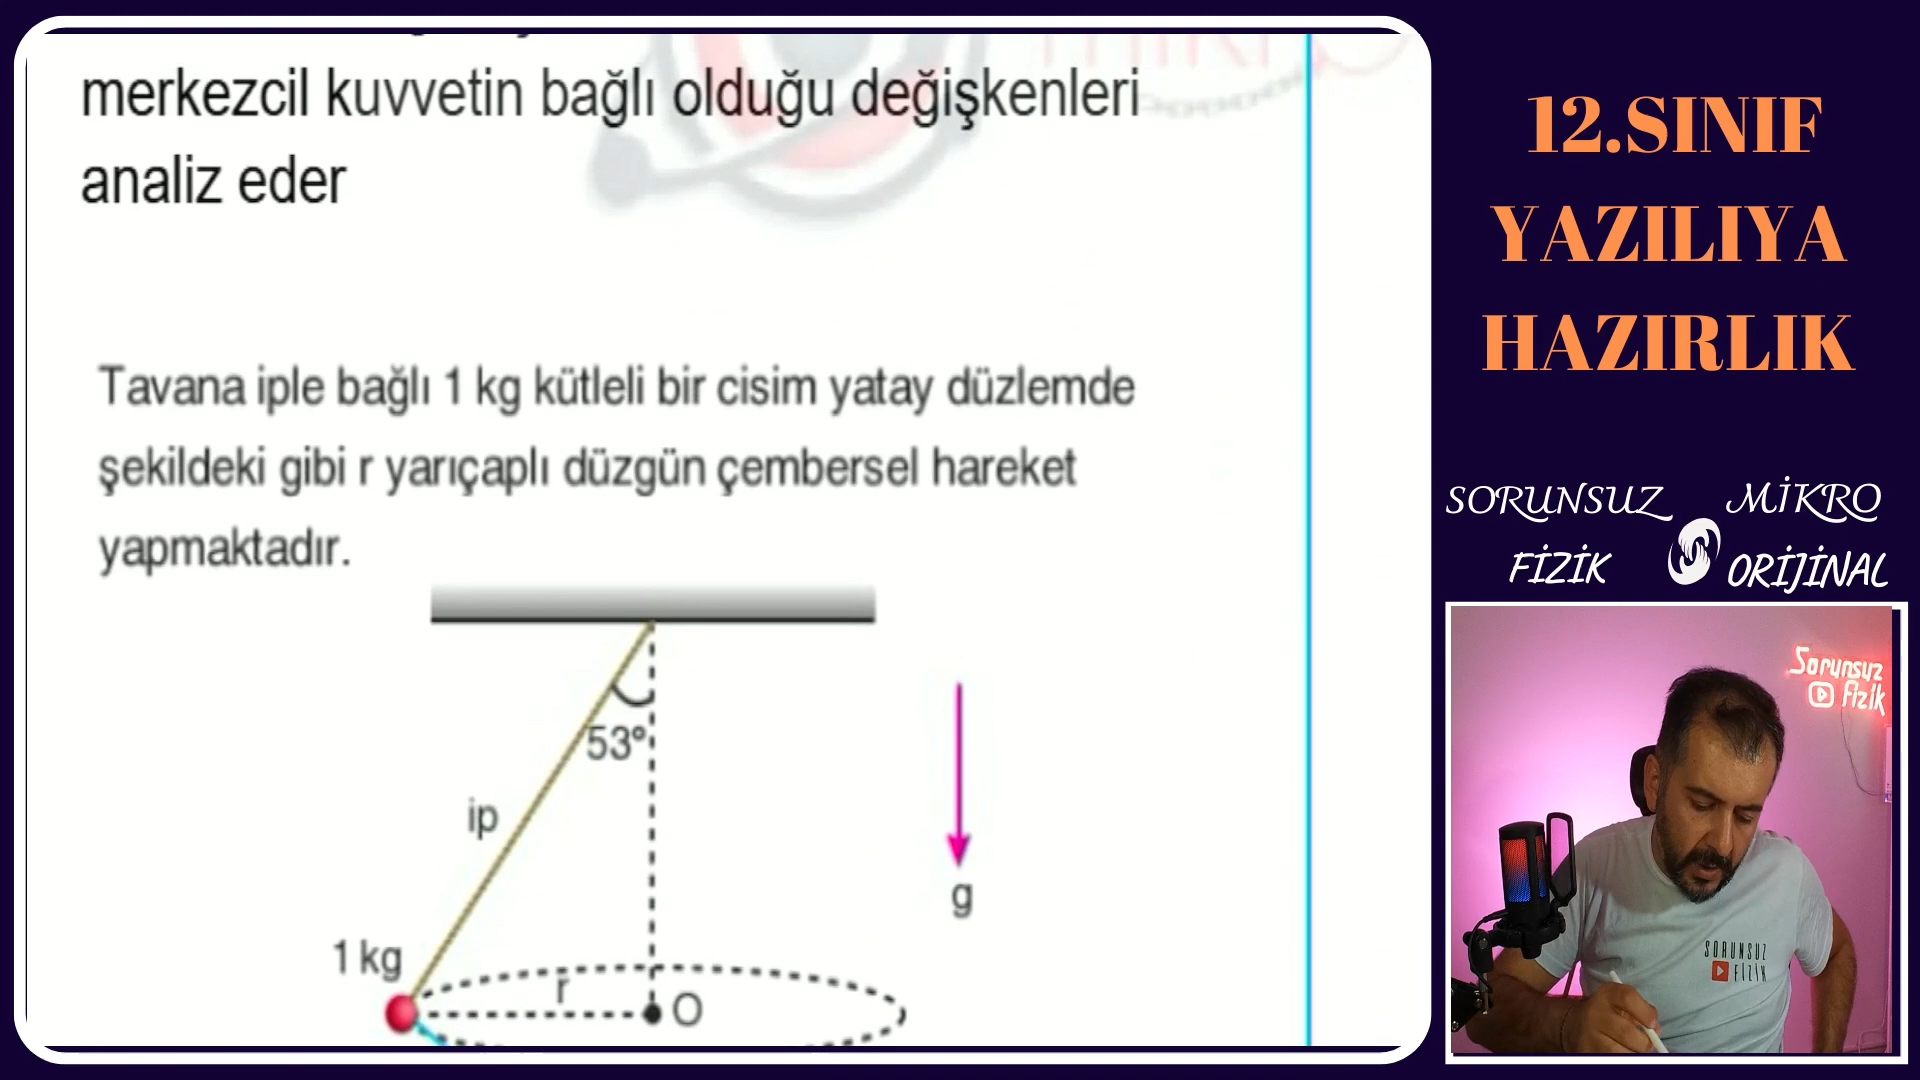 merkezcil kuvvetin bağlı olduğu değişkenleri
analiz eder
Tavana iple bağlı 1 kg kütleli bir cisim yatay düzlemde
şekildeki gibi r yarıçaplı düzgün çembersel hareket
yapmaktadır.
53°
ip
g
1 kg
r
O
12.SINIF
YAZILIYA
HAZIRLIK
SORUNSUZ MİKRO
FİZİK ORİJİNAL
Sorunsuz
Fizik
SORUNSUZ
FİZİK